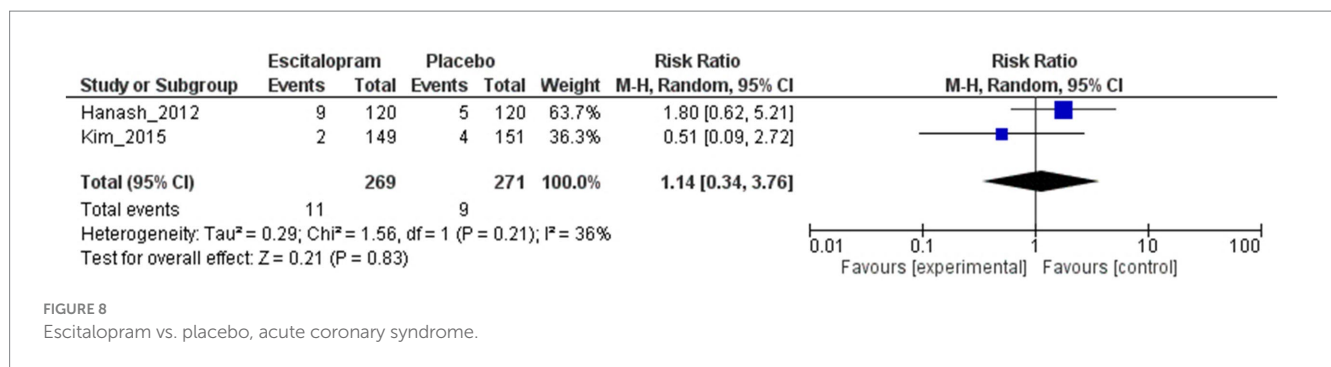 Escitalopram Placebo Risk Ratio Risk Ratio
Study or Subgroup Events Total Events Total Weight M-H, Random, 95% CI M-H, Random, 95% CI
Hanash_2012 9 120 5 120 63.7% 1.80 [0.62, 5.21]
Kim_2015 2 149 4 151 36.3% 0.51 [0.09, 2.72]
Total (95% CI) 269 271 100.0% 1.14 [0.34, 3.76]
Total events 11 9
Heterogeneity: Tau² = 0.29; Chi² = 1.56, df = 1 (P = 0.21); I² = 36%
Test for overall effect: Z = 0.21 (P = 0.83)
0.01 0.1 1 10 100
Favours [experimental] Favours [control]
FIGURE 8
Escitalopram vs. placebo, acute coronary syndrome.